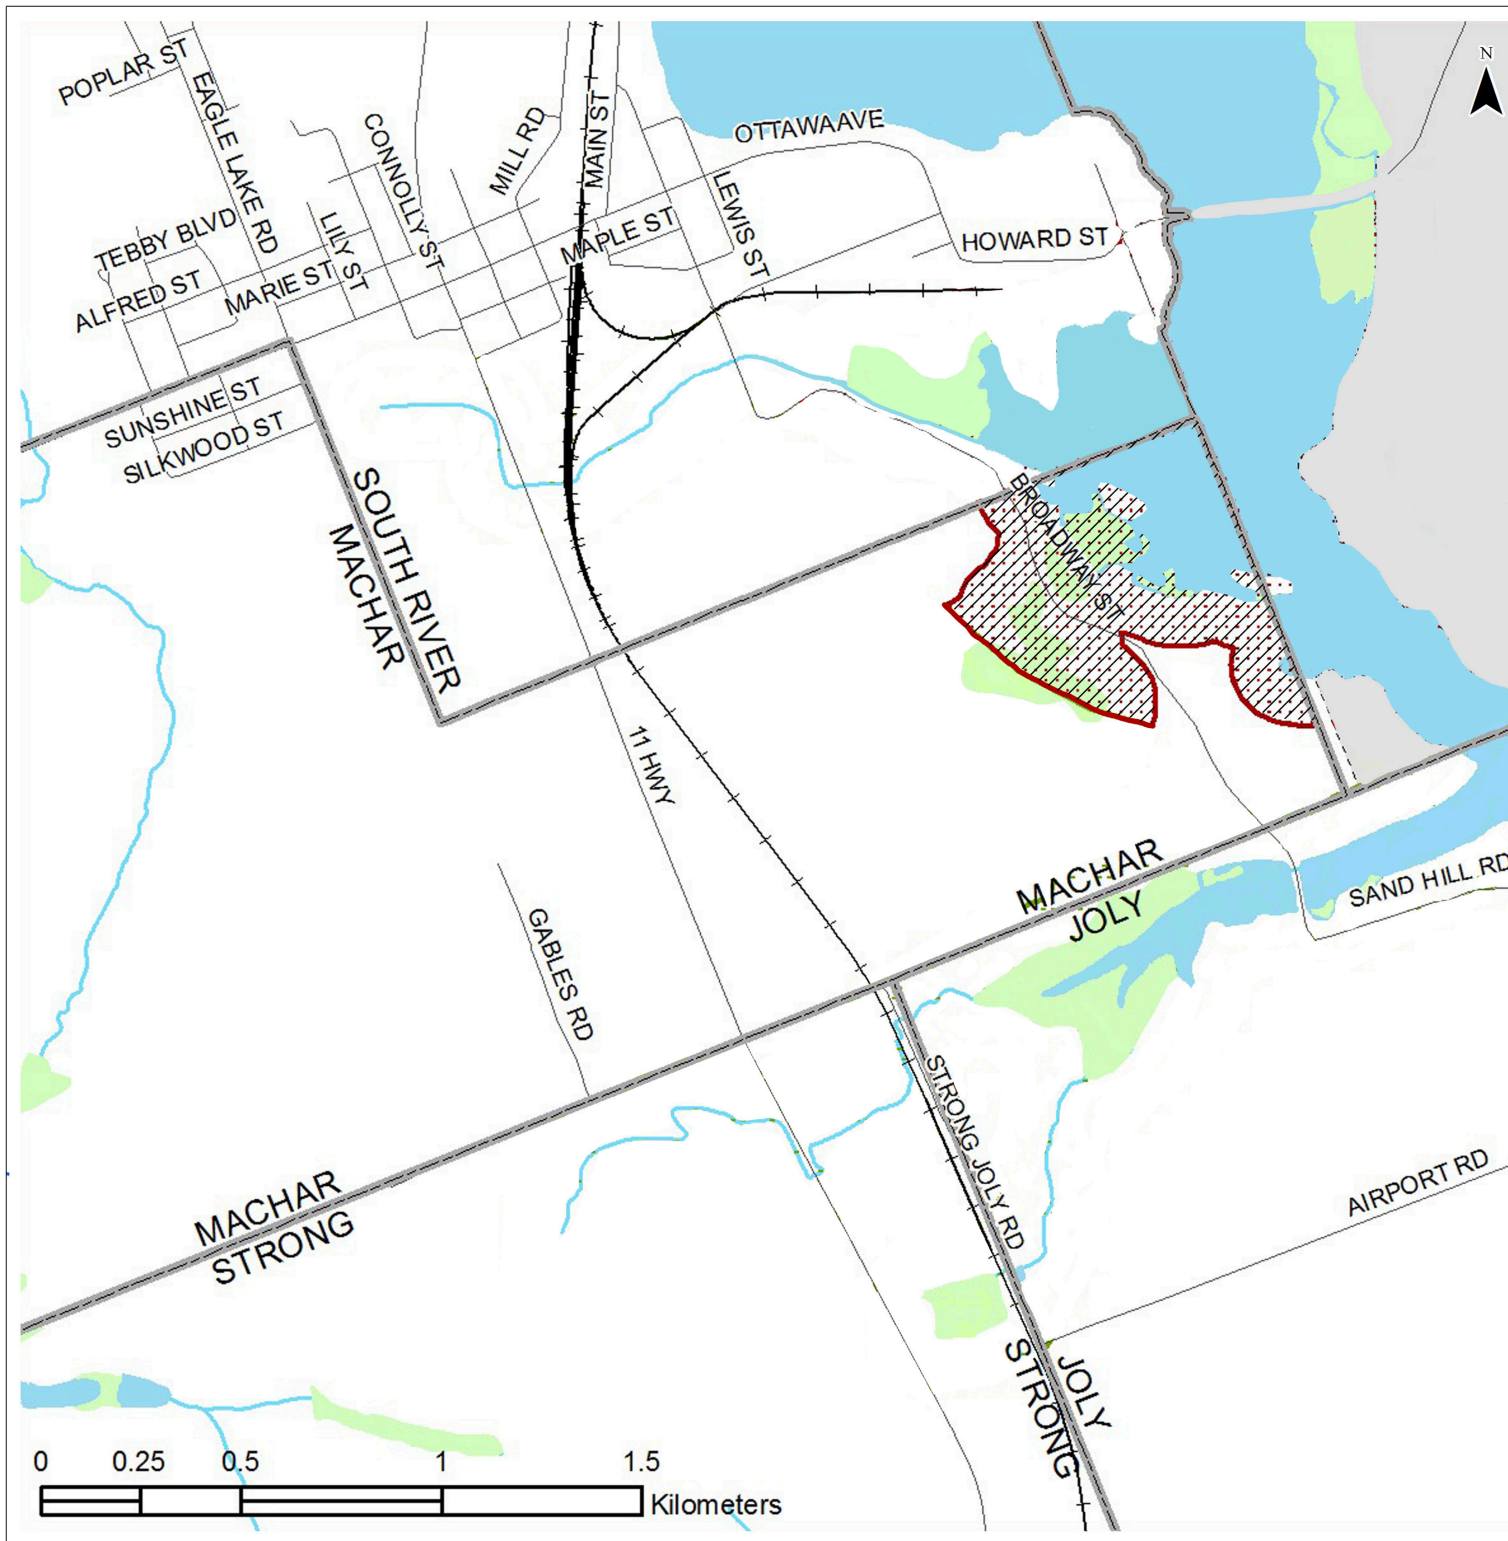 N
POPLAR ST
EAGLE LAKE RD
CONNOLLY ST
MILL RD
MAIN ST
OTTAWAAVE
LEWIS ST
MAPLE ST
HOWARD ST
TEBBY BLVD
LILY ST
MARIE ST
ALFRED ST
SUNSHINE ST
SILKWOOD ST
SOUTH RIVER
MACHAR
BROADWAY ST
11 HWY
MACHAR
JOLY
SAND HILL RD
GABLES RD
STRONG JOLY RD
AIRPORT RD
MACHAR
STRONG
JOLY
STRONG
0 0.25 0.5 1 1.5
Kilometers